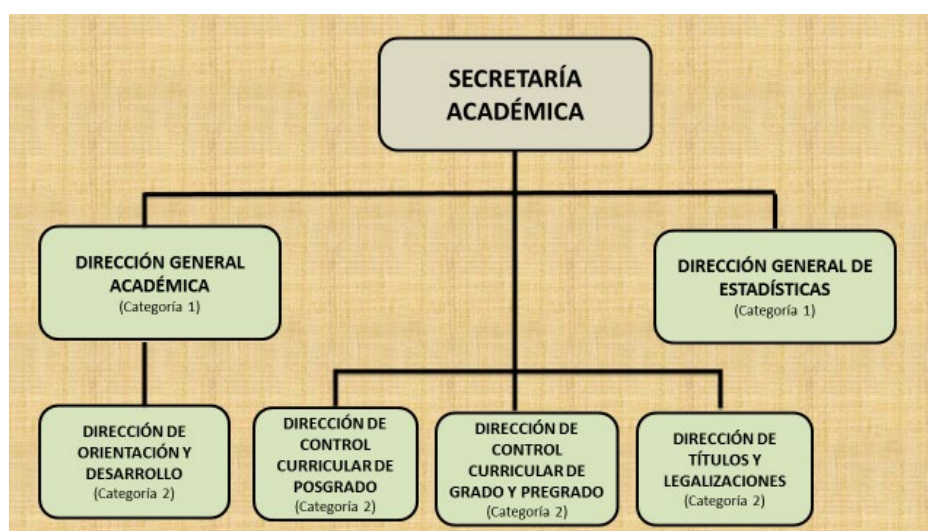 SECRETARÍA
ACADÉMICA
DIRECCIÓN GENERAL
ACADÉMICA
(Categoría 1)
DIRECCIÓN GENERAL DE
ESTADÍSTICAS
(Categoría 1)
DIRECCIÓN DE
ORIENTACIÓN Y
DESARROLLO
(Categoría 2)
DIRECCIÓN DE
CONTROL
CURRICULAR DE
POSGRADO
(Categoría 2)
DIRECCIÓN DE
CONTROL
CURRICULAR DE
GRADO Y PREGRADO
(Categoría 2)
DIRECCIÓN DE
TÍTULOS Y
LEGALIZACIONES
(Categoría 2)